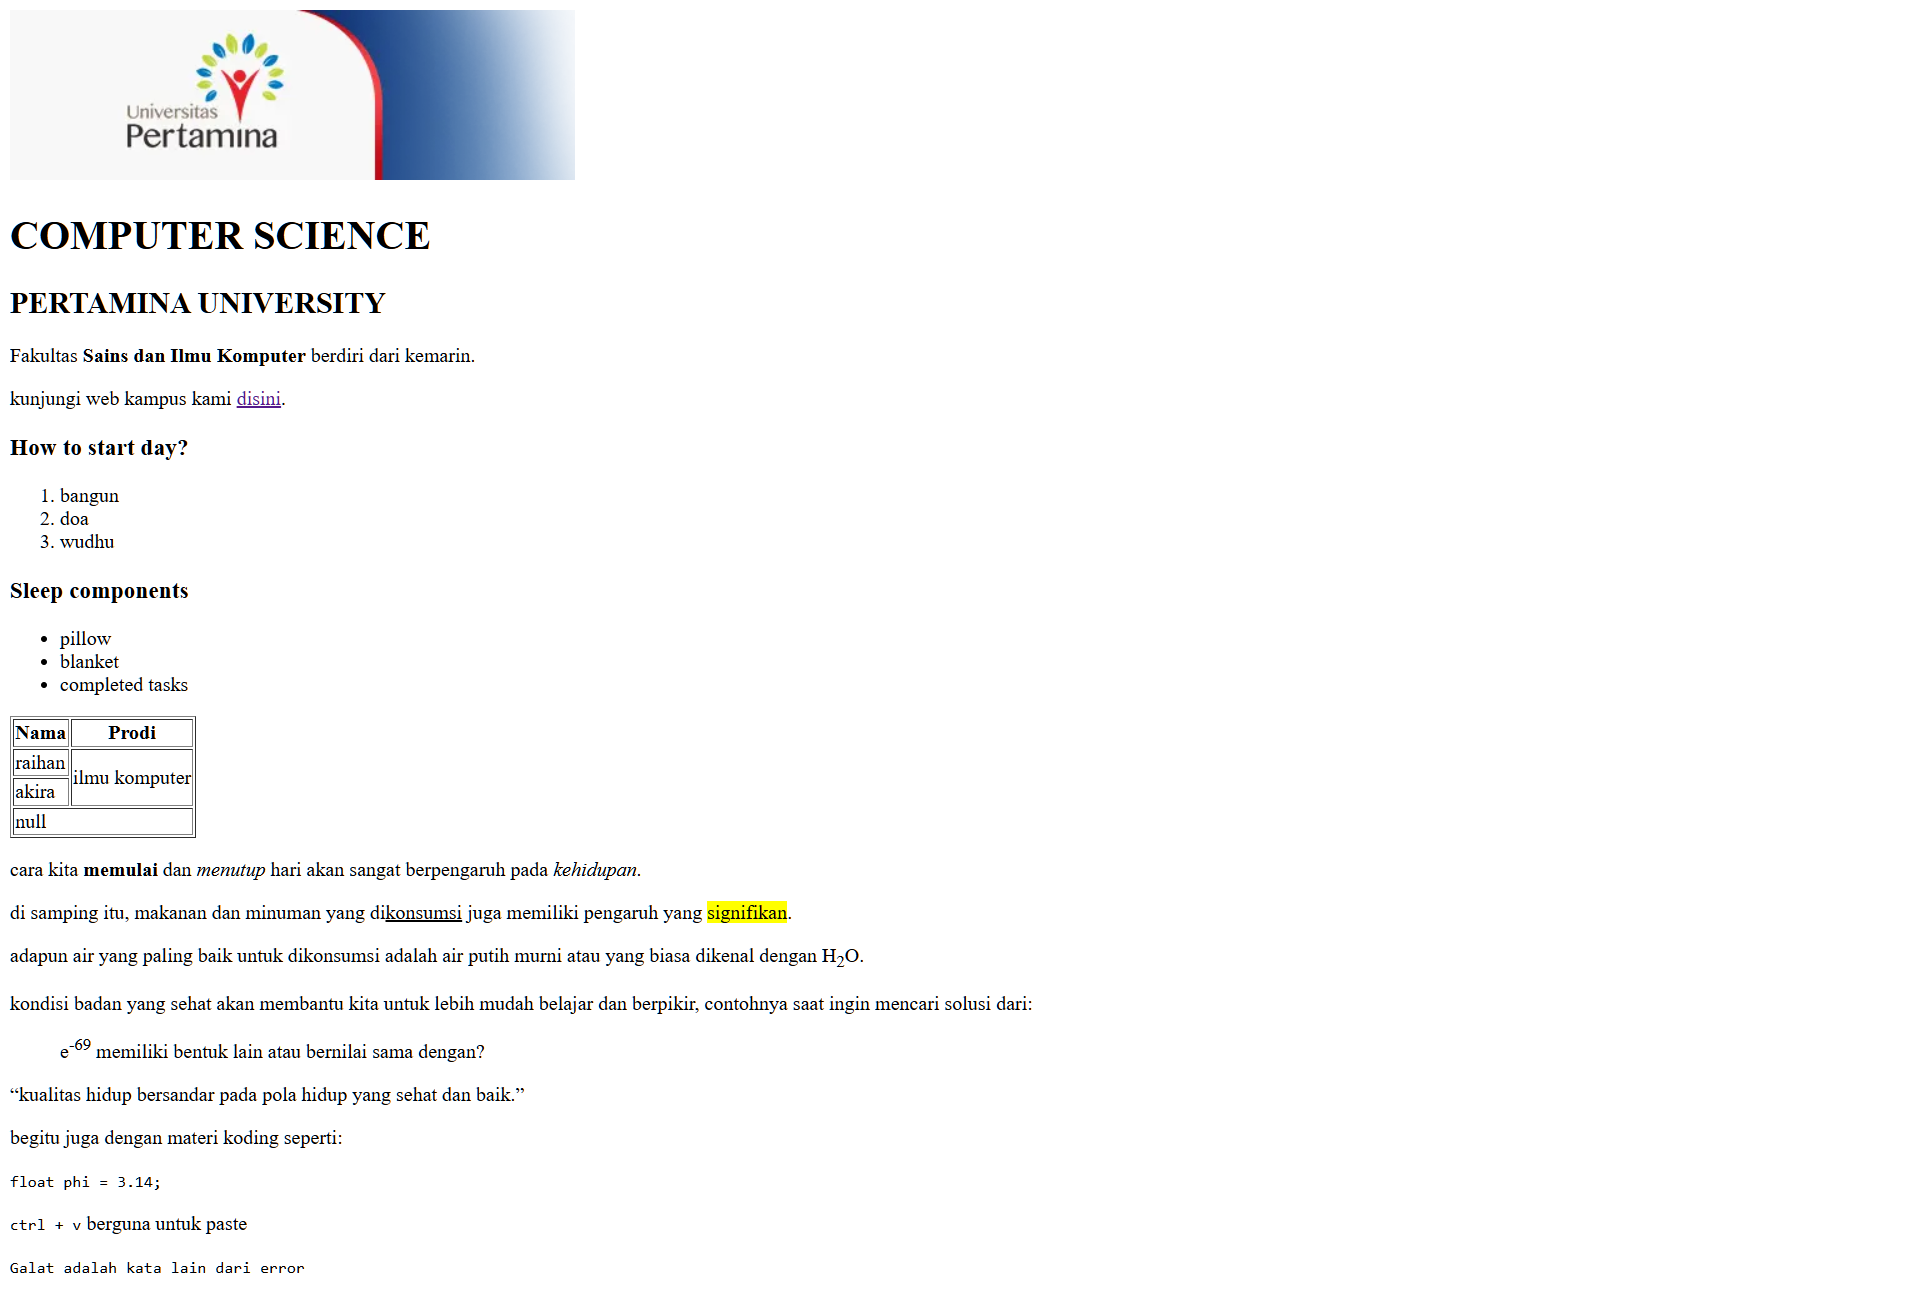 Universitas
Pertamina
COMPUTER SCIENCE
PERTAMINA UNIVERSITY
Fakultas Sains dan Ilmu Komputer berdiri dari kemarin.
kunjungi web kampus kami disini.
How to start day?
1. bangun
2. doa
3. wudhu
Sleep components
• pillow
• blanket
• completed tasks
Nama Prodi
raihan ilmu komputer
akira
null
cara kita memulai dan menutup hari akan sangat berpengaruh pada kehidupan.
di samping itu, makanan dan minuman yang dikonsumsi juga memiliki pengaruh yang signifikan.
adapun air yang paling baik untuk dikonsumsi adalah air putih murni atau yang biasa dikenal dengan H₂O.
kondisi badan yang sehat akan membantu kita untuk lebih mudah belajar dan berpikir, contohnya saat ingin mencari solusi dari:
e⁻⁶⁹ memiliki bentuk lain atau bernilai sama dengan?
“kualitas hidup bersandar pada pola hidup yang sehat dan baik.”
begitu juga dengan materi koding seperti:
float phi = 3.14;
ctrl + v berguna untuk paste
Galat adalah kata lain dari error